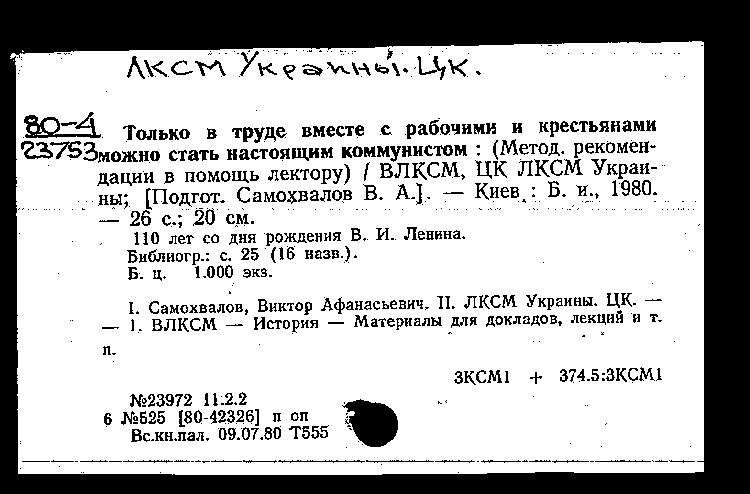 ЛКСМ Украины. ЦК.
80-4
23753
Только в труде вместе с рабочими и крестьянами
можно стать настоящим коммунистом : (Метод. рекомен-
дации в помощь лектору) / ВЛКСМ, ЦК ЛКСМ Украи-
ны; [Подгот. Самохвалов В. А.]. — Киев : Б. и., 1980.
— 26 с.; 20 см.
110 лет со дня рождения В. И. Ленина.
Библиогр.: с. 25 (16 назв.).
Б. ц. 1.000 экз.
I. Самохвалов, Виктор Афанасьевич. II. ЛКСМ Украины. ЦК. —
— 1. ВЛКСМ — История — Материалы для докладов, лекций и т.
п.
3КСМ1 + 374.5:3КСМ1
№23972 11.2.2
6 №525 [80-42326] п оп
Вс.кн.пал. 09.07.80 Т555